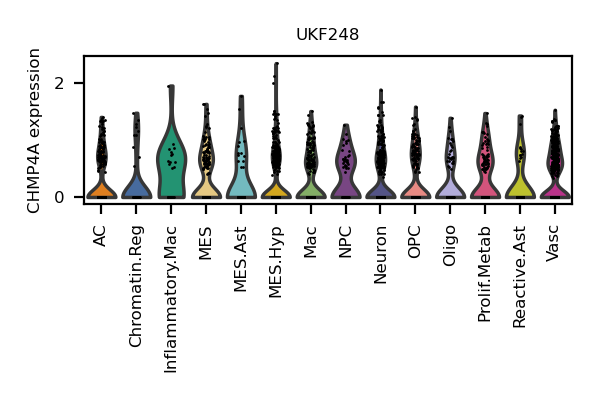 UKF248
CHMP4A expression
2
0
AC
Chromatin.Reg
Inflammatory.Mac
MES
MES.Ast
MES.Hyp
Mac
NPC
Neuron
OPC
Oligo
Prolif.Metab
Reactive.Ast
Vasc